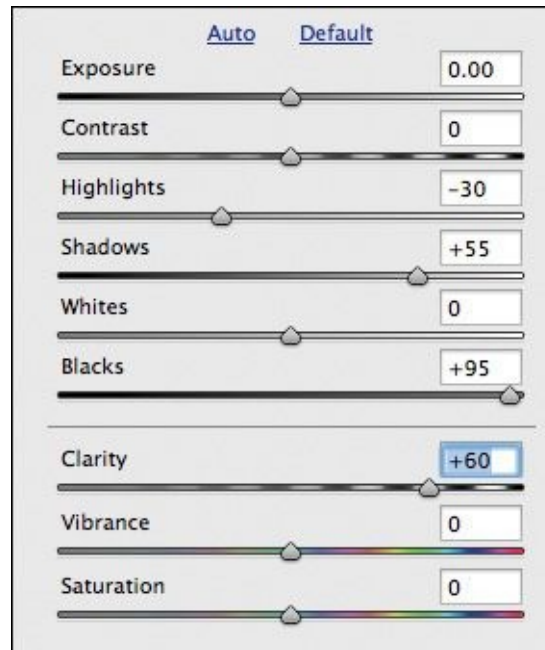 Auto Default
Exposure 0.00
Contrast 0
Highlights -30
Shadows +55
Whites 0
Blacks +95
Clarity +60
Vibrance 0
Saturation 0